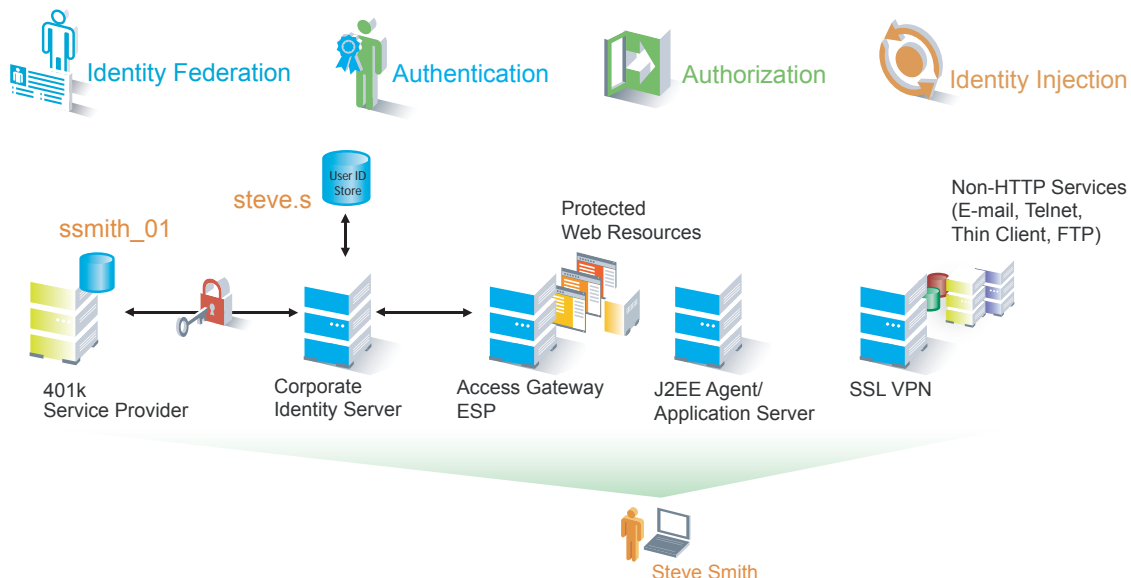 Identity Federation
Authentication
Authorization
Identity Injection
User ID
Store
steve.s
ssmith_01
Protected
Web Resources
Non-HTTP Services
(E-mail, Telnet,
Thin Client, FTP)
401k
Service Provider
Corporate
Identity Server
Access Gateway
ESP
J2EE Agent/
Application Server
SSL VPN
Steve Smith